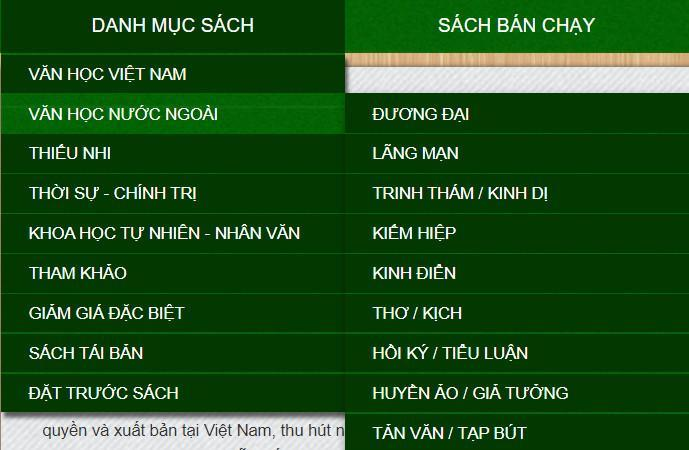 DANH MỤC SÁCH
SÁCH BÁN CHẠY
VĂN HỌC VIỆT NAM
VĂN HỌC NƯỚC NGOÀI
THIẾU NHI
THỜI SỰ - CHÍNH TRỊ
KHOA HỌC TỰ NHIÊN - NHÂN VĂN
THAM KHẢO
GIẢM GIÁ ĐẶC BIỆT
SÁCH TÁI BẢN
ĐẶT TRƯỚC SÁCH
ĐƯƠNG ĐẠI
LÃNG MẠN
TRINH THÁM / KINH DỊ
KIẾM HIỆP
KINH ĐIỂN
THƠ / KỊCH
HỒI KÝ / TIỂU LUẬN
HUYỀN ẢO / GIẢ TƯỞNG
TẢN VĂN / TẠP BÚT
quyền và xuất bản tại Việt Nam, thu hút n